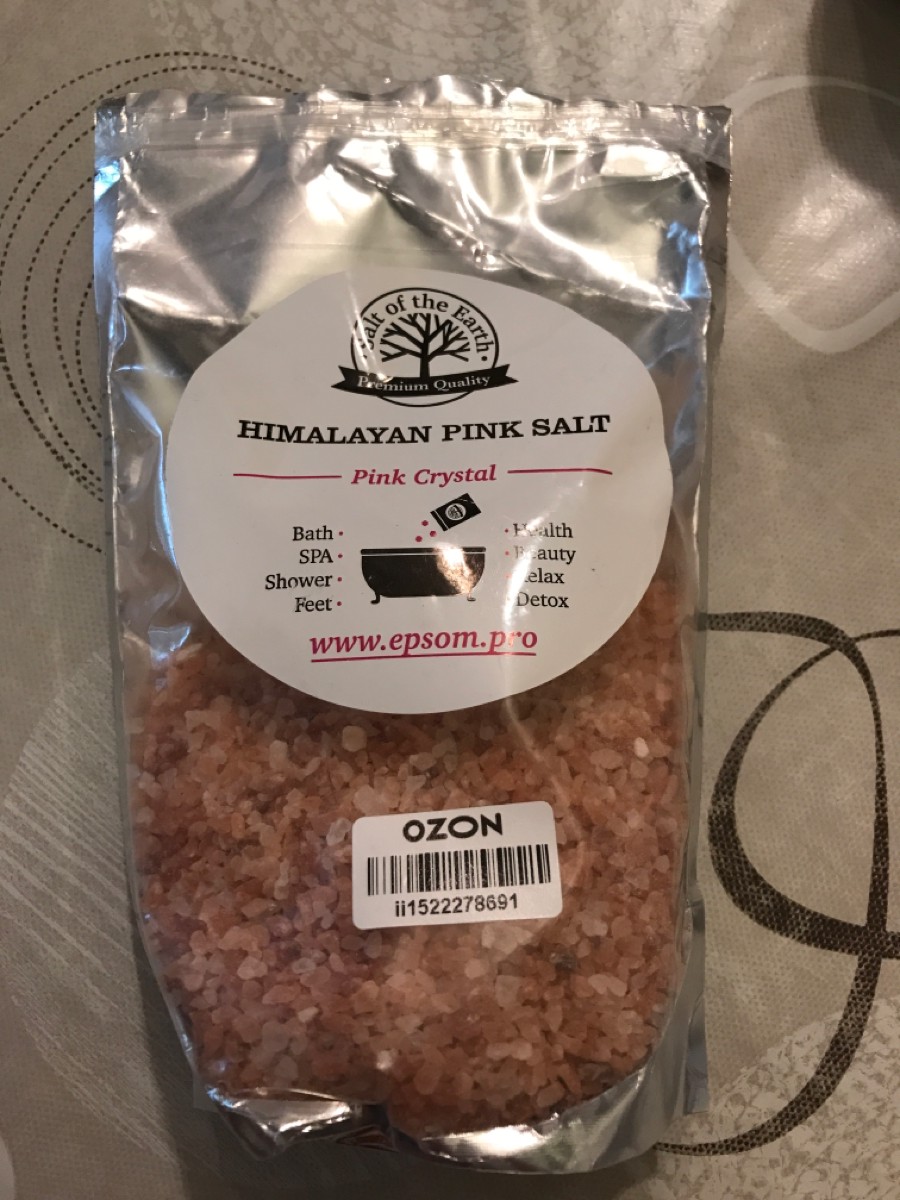 Salt of the Earth
Premium Quality
HIMALAYAN PINK SALT
Pink Crystal
Bath •
SPA •
Shower •
Feet •
• Health
• Beauty
• Relax
• Detox
www.epsom.pro
OZON
ii1522278691